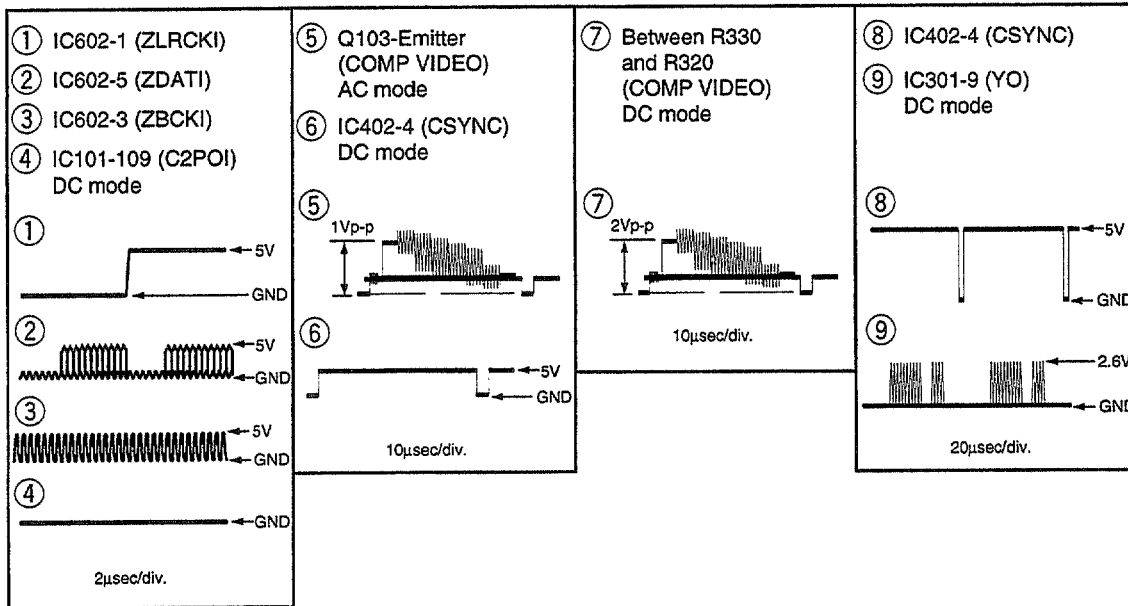 ① IC602-1 (ZLRCKI)
② IC602-5 (ZDATI)
③ IC602-3 (ZBCKI)
④ IC101-109 (C2POI)
DC mode
①
5V
GND
②
5V
GND
③
5V
GND
④
GND
2µsec/div.
⑤ Q103-Emitter
(COMP VIDEO)
AC mode
⑥ IC402-4 (CSYNC)
DC mode
⑤
1Vp-p
⑥
5V
GND
10µsec/div.
⑦ Between R330
and R320
(COMP VIDEO)
DC mode
⑦
2Vp-p
10µsec/div.
⑧ IC402-4 (CSYNC)
⑨ IC301-9 (YO)
DC mode
⑧
5V
GND
⑨
2.6V
GND
20µsec/div.